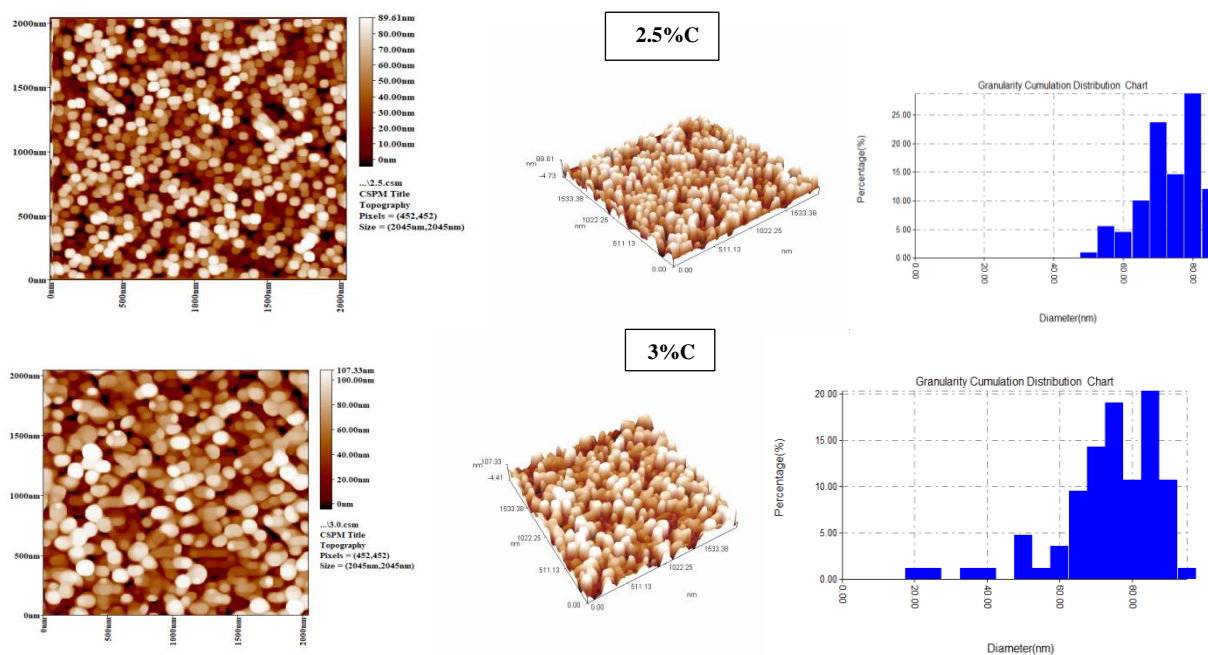 2.5%C
2000nm
1500nm
1000nm
500nm
0nm
0nm
500nm
1000nm
1500nm
2000nm
89.61nm
80.00nm
70.00nm
60.00nm
50.00nm
40.00nm
30.00nm
20.00nm
10.00nm
0nm
...\2.5.csm
CSPM Title
Topography
Pixels = (452,452)
Size = (2045nm,2045nm)
nm
-4.73
1533.38
1022.25
nm
511.13
0.00
0.00
511.13
1022.25
1533.38
nm
Granularity Cumulation Distribution Chart
Percentage(%)
25.00
20.00
15.00
10.00
5.00
0.00
0.00
20.00
40.00
60.00
80.00
Diameter(nm)
3%C
2000nm
1500nm
1000nm
500nm
0nm
0nm
500nm
1000nm
1500nm
2000nm
107.33nm
100.00nm
80.00nm
60.00nm
40.00nm
20.00nm
0nm
...\3.0.csm
CSPM Title
Topography
Pixels = (452,452)
Size = (2045nm,2045nm)
nm
107.33
-4.41
1533.38
1022.25
nm
511.13
0.00
0.00
511.13
1022.25
1533.38
nm
Granularity Cumulation Distribution Chart
Percentage(%)
20.00
15.00
10.00
5.00
0.00
0.00
20.00
40.00
60.00
80.00
Diameter(nm)